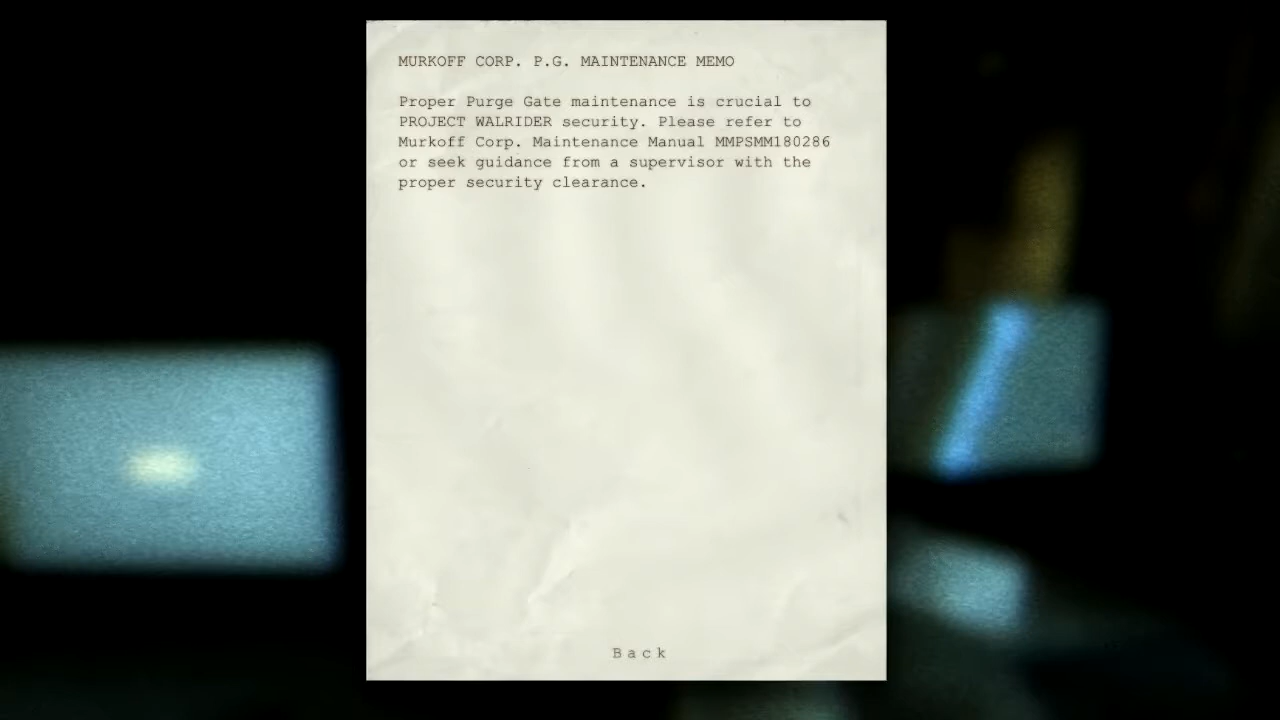 MURKOFF CORP. P.G. MAINTENANCE MEMO
Proper Purge Gate maintenance is crucial to
PROJECT WALRIDER security. Please refer to
Murkoff Corp. Maintenance Manual MMPSMM180286
or seek guidance from a supervisor with the
proper security clearance.
Back